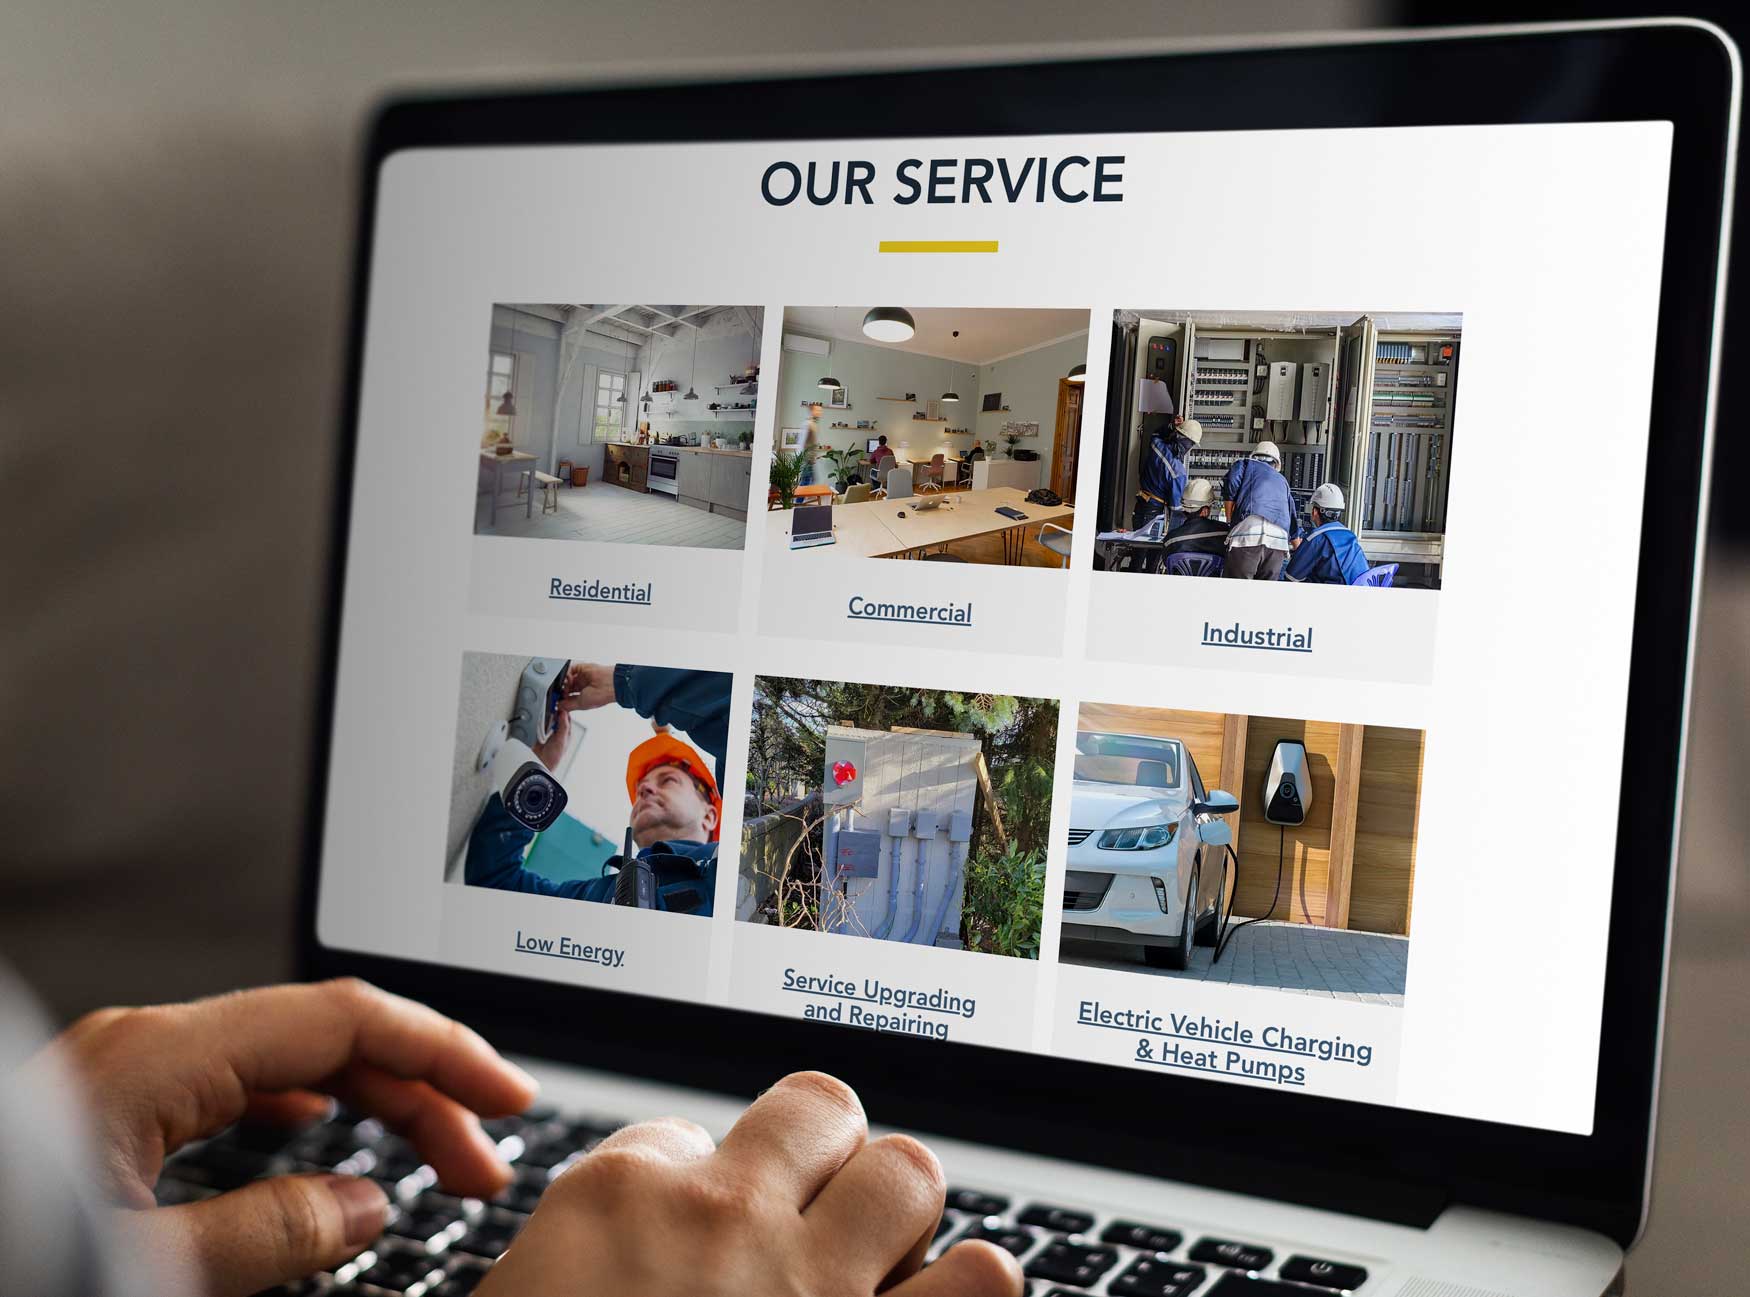 OUR SERVICE
Residential
Commercial
Industrial
Low Energy
Service Upgrading
and Repairing
Electric Vehicle Charging
& Heat Pumps